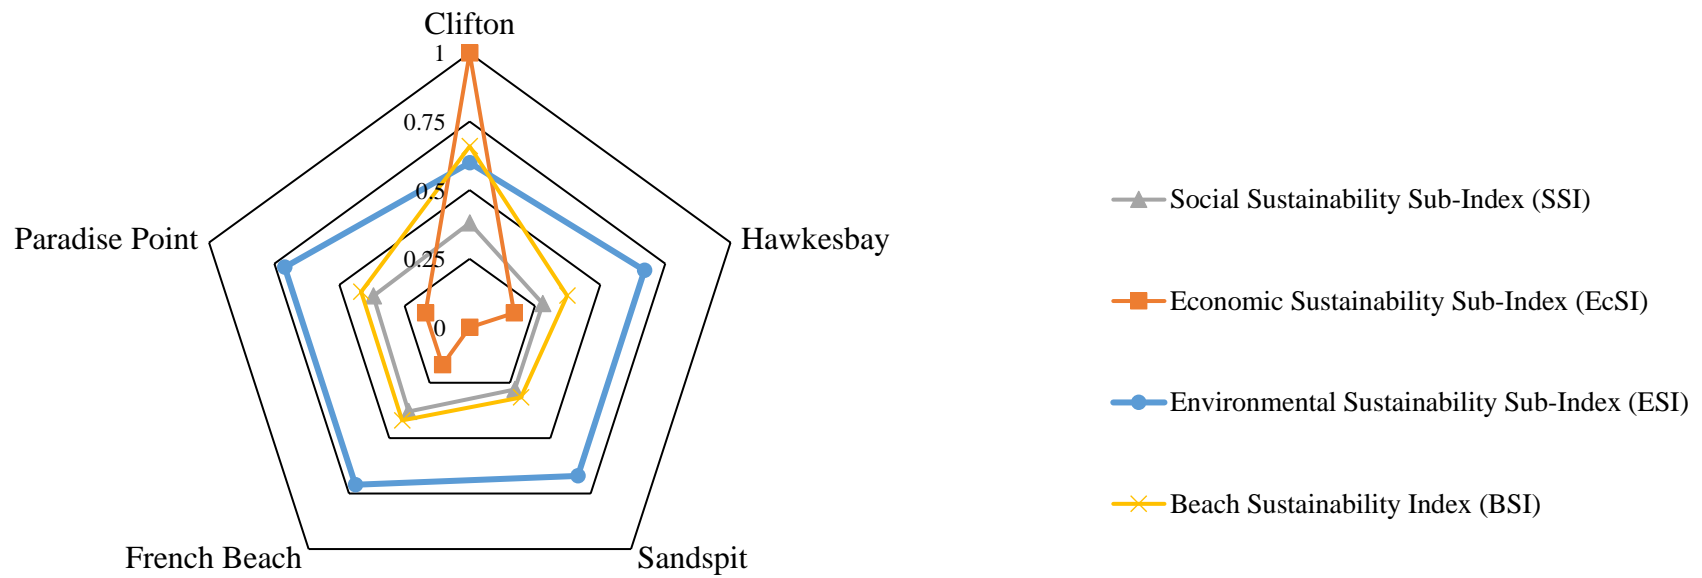 Clifton
1
0.75
0.5
0.25
0
Paradise Point
Hawkesbay
French Beach
Sandspit
Social Sustainability Sub-Index (SSI)
Economic Sustainability Sub-Index (EcSI)
Environmental Sustainability Sub-Index (ESI)
Beach Sustainability Index (BSI)